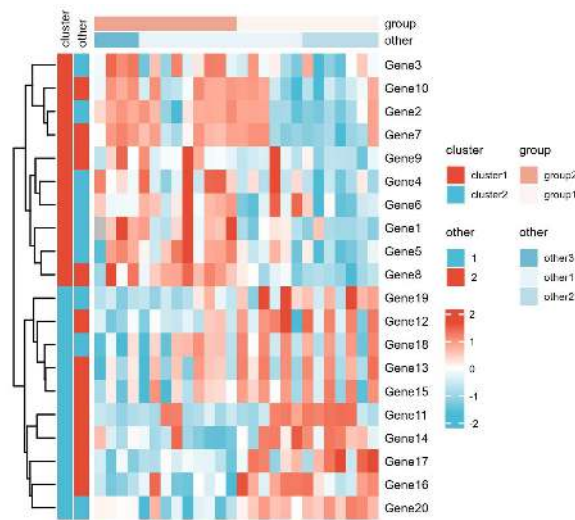 cluster
other
group
other
Gene3
Gene10
Gene2
Gene7
Gene9
Gene4
Gene6
Gene1
Gene5
Gene8
Gene19
Gene12
Gene18
Gene13
Gene15
Gene11
Gene14
Gene17
Gene16
Gene20
cluster
cluster1
cluster2
group
group2
group1
other
1
2
other
other3
other1
other2
2
1
0
-1
-2